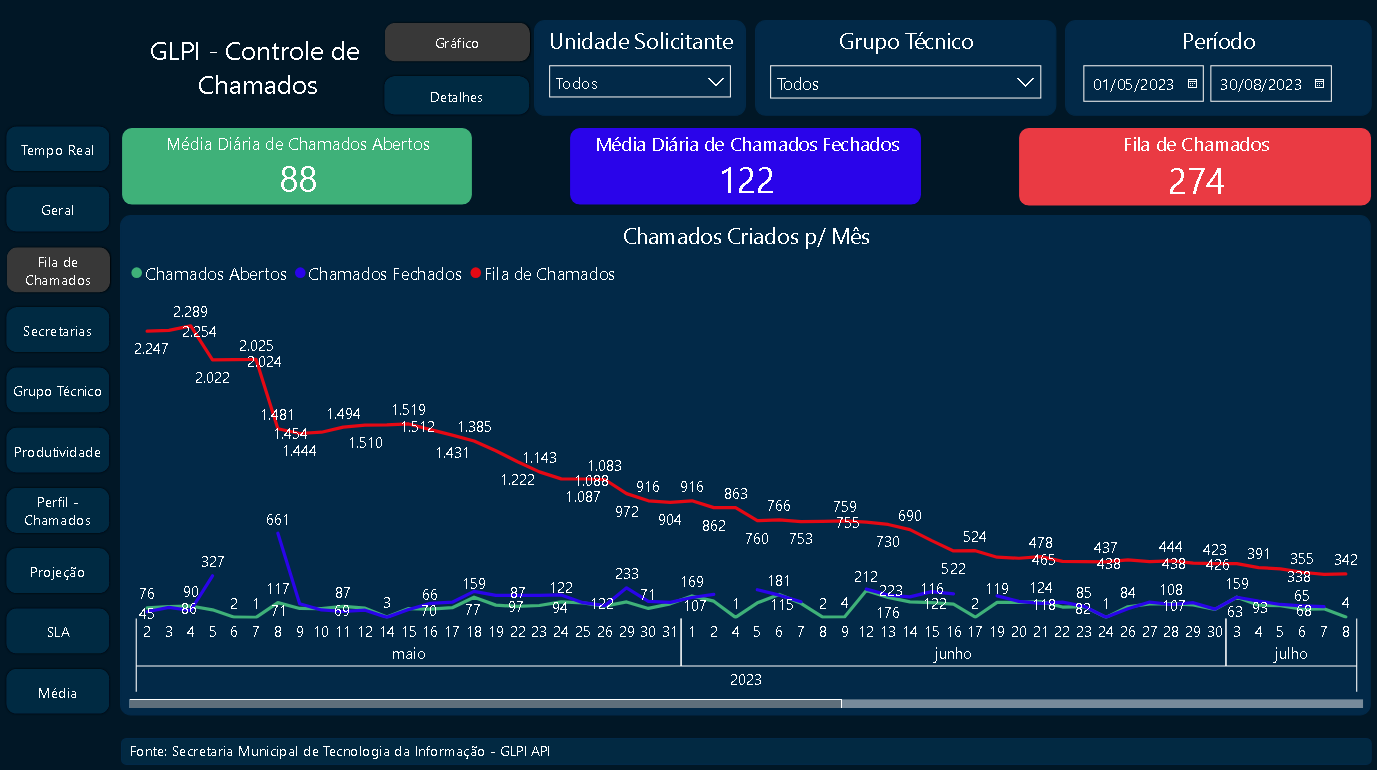 GLPI - Controle de
Chamados
Gráfico
Detalhes
Unidade Solicitante
Todos
Grupo Técnico
Todos
Período
01/05/2023
30/08/2023
Tempo Real
Geral
Fila de
Chamados
Secretarias
Grupo Técnico
Produtividade
Perfil -
Chamados
Projeção
SLA
Média
Média Diária de Chamados Abertos
88
Média Diária de Chamados Fechados
122
Fila de Chamados
274
Chamados Criados p/ Mês
Chamados Abertos Chamados Fechados Fila de Chamados
2.247 2.289 2.254 2.022 2.025 2.024 1.481 1.454 1.444 1.494 1.510 1.519 1.512 1.431 1.385 1.222 1.143 1.087 1.088 1.083 972 916 904 916 862 863 760 766 753 759 755 730 690 522 524 478 465 437 438 444 438 423 426 391 355 338 342
76 45 90 86 327 2 1 661 117 71 87 69 3 66 70 159 77 87 97 122 94 122 233 71 169 107 1 181 115 2 4 212 223 176 116 122 2 119 124 118 85 82 1 84 108 107 159 63 93 65 68 4
2 3 4 5 6 7 8 9 10 11 12 14 15 16 17 18 19 22 23 24 25 26 29 30 31 1 2 4 5 6 7 8 9 12 13 14 15 16 17 19 20 21 22 23 24 26 27 28 29 30 3 4 5 6 7 8
maio junho julho
2023
Fonte: Secretaria Municipal de Tecnologia da Informação - GLPI API